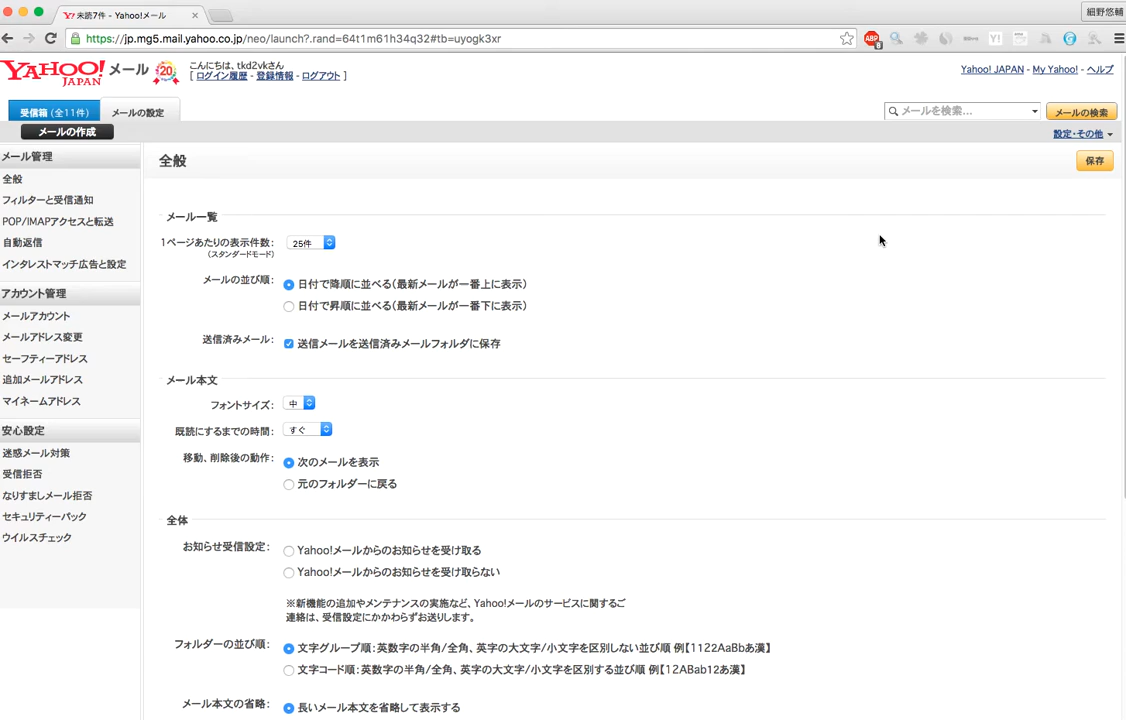 未読7件 - Yahoo!メール
細野悠輔
https://jp.mg5.mail.yahoo.co.jp/neo/launch?.rand=64t1m61h34q32#tb=uyogk3xr
ABP 8
YAHOO! JAPAN メール 20
こんにちは、tkd2vkさん
[ ログイン履歴 - 登録情報 - ログアウト ]
Yahoo! JAPAN - My Yahoo! - ヘルプ
受信箱 (全11件)
メールの設定
メールを検索...
メールの検索
メールの作成
設定・その他
メール管理
全般
フィルターと受信通知
POP/IMAPアクセスと転送
自動返信
インタレストマッチ広告と設定
アカウント管理
メールアカウント
メールアドレス変更
セーフティーアドレス
追加メールアドレス
マイネームアドレス
安心設定
迷惑メール対策
受信拒否
なりすましメール拒否
セキュリティーパック
ウイルスチェック
全般
保存
メール一覧
1ページあたりの表示件数: 25件
(スタンダードモード)
メールの並び順: 日付で降順に並べる(最新メールが一番上に表示)
日付で昇順に並べる(最新メールが一番下に表示)
送信済みメール: 送信メールを送信済みメールフォルダに保存
メール本文
フォントサイズ: 中
既読にするまでの時間: すぐ
移動、削除後の動作: 次のメールを表示
元のフォルダーに戻る
全体
お知らせ受信設定: Yahoo!メールからのお知らせを受け取る
Yahoo!メールからのお知らせを受け取らない
※新機能の追加やメンテナンスの実施など、Yahoo!メールのサービスに関するご
連絡は、受信設定にかかわらずお送りします。
フォルダーの並び順: 文字グループ順:英数字の半角/全角、英字の大文字/小文字を区別しない並び順 例【1122AaBbあ漢】
文字コード順:英数字の半角/全角、英字の大文字/小文字を区別する並び順 例【12ABab12あ漢】
メール本文の省略: 長いメール本文を省略して表示する